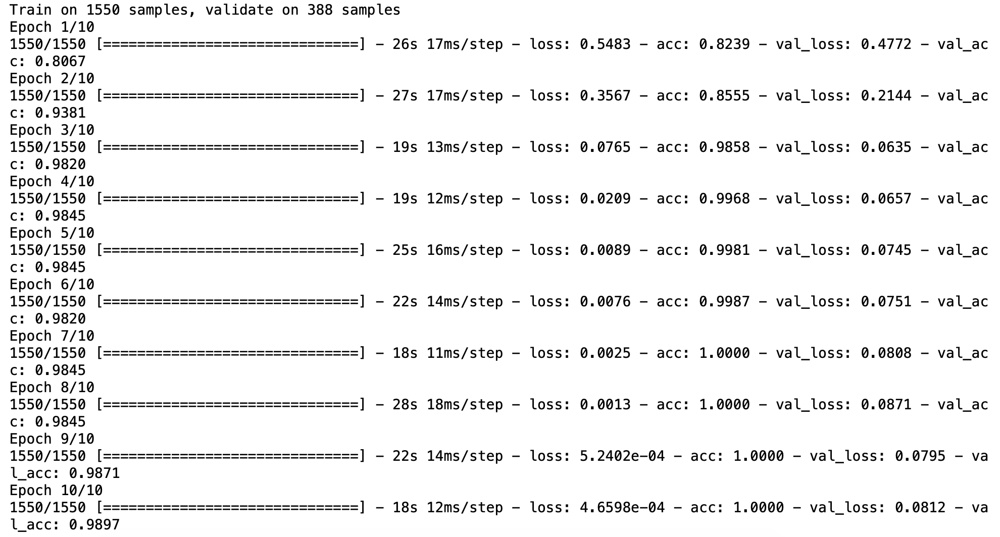 Train on 1550 samples, validate on 388 samples
Epoch 1/10
1550/1550 [==============================] - 26s 17ms/step - loss: 0.5483 - acc: 0.8239 - val_loss: 0.4772 - val_ac
c: 0.8067
Epoch 2/10
1550/1550 [==============================] - 27s 17ms/step - loss: 0.3567 - acc: 0.8555 - val_loss: 0.2144 - val_ac
c: 0.9381
Epoch 3/10
1550/1550 [==============================] - 19s 13ms/step - loss: 0.0765 - acc: 0.9858 - val_loss: 0.0635 - val_ac
c: 0.9820
Epoch 4/10
1550/1550 [==============================] - 19s 12ms/step - loss: 0.0209 - acc: 0.9968 - val_loss: 0.0657 - val_ac
c: 0.9845
Epoch 5/10
1550/1550 [==============================] - 25s 16ms/step - loss: 0.0089 - acc: 0.9981 - val_loss: 0.0745 - val_ac
c: 0.9845
Epoch 6/10
1550/1550 [==============================] - 22s 14ms/step - loss: 0.0076 - acc: 0.9987 - val_loss: 0.0751 - val_ac
c: 0.9820
Epoch 7/10
1550/1550 [==============================] - 18s 11ms/step - loss: 0.0025 - acc: 1.0000 - val_loss: 0.0808 - val_ac
c: 0.9845
Epoch 8/10
1550/1550 [==============================] - 28s 18ms/step - loss: 0.0013 - acc: 1.0000 - val_loss: 0.0871 - val_ac
c: 0.9845
Epoch 9/10
1550/1550 [==============================] - 22s 14ms/step - loss: 5.2402e-04 - acc: 1.0000 - val_loss: 0.0795 - va
l_acc: 0.9871
Epoch 10/10
1550/1550 [==============================] - 18s 12ms/step - loss: 4.6598e-04 - acc: 1.0000 - val_loss: 0.0812 - va
l_acc: 0.9897